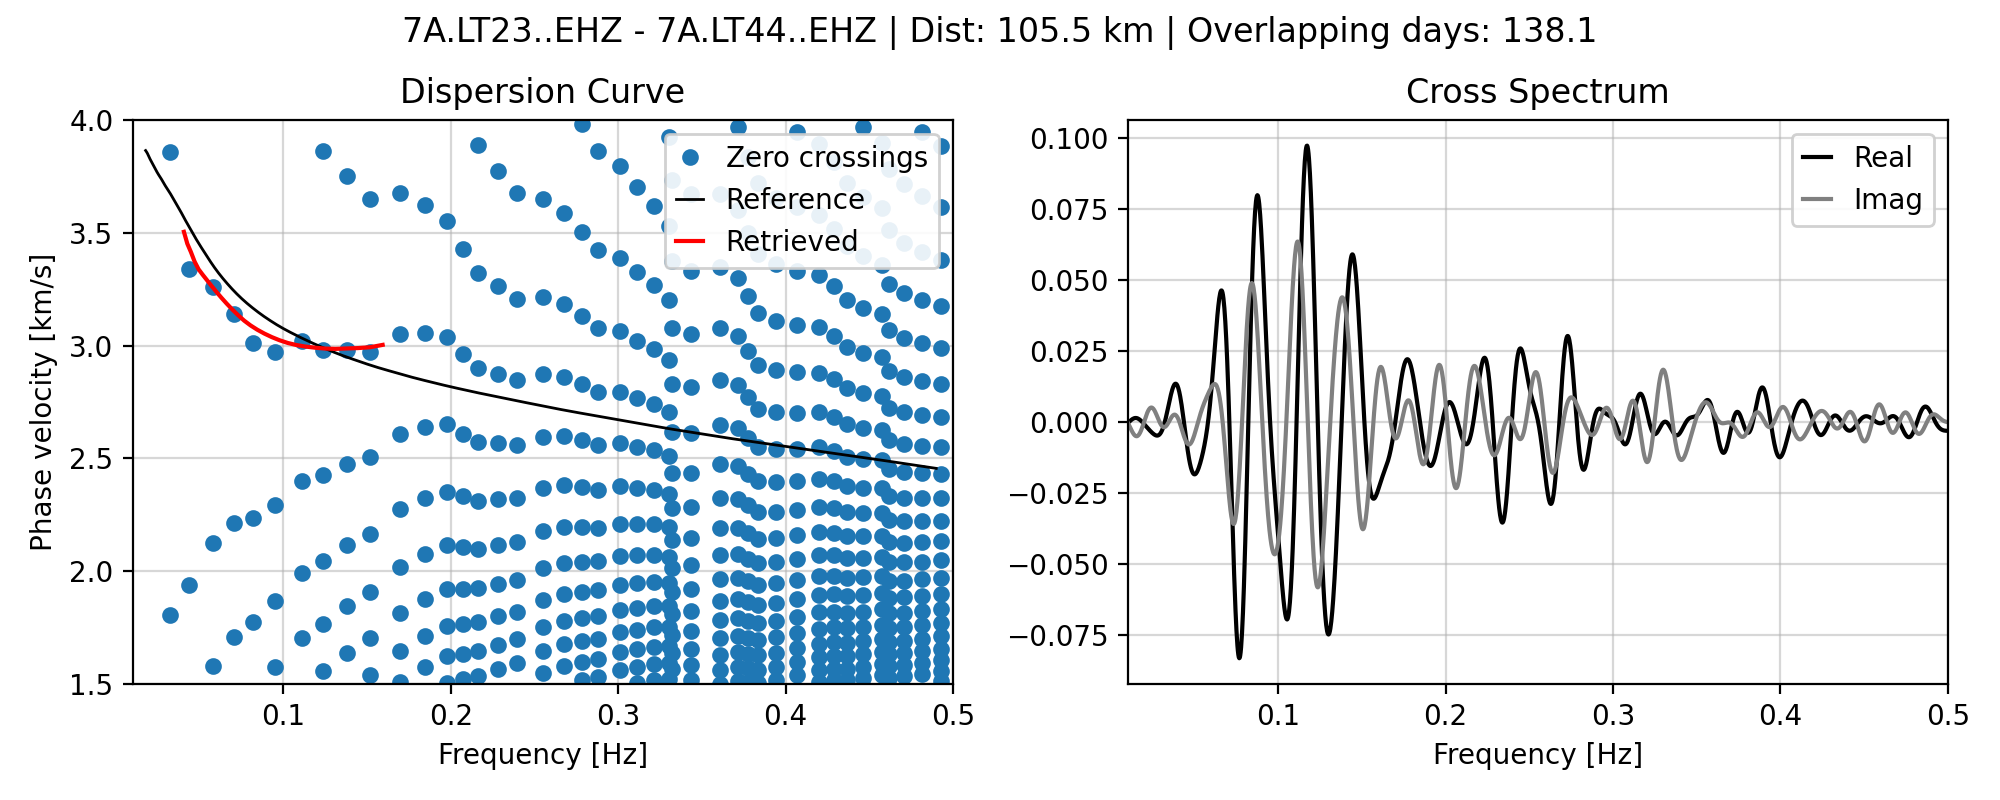 7A.LT23..EHZ - 7A.LT44..EHZ | Dist: 105.5 km | Overlapping days: 138.1
Dispersion Curve
4.0
3.5
3.0
2.5
2.0
1.5
Phase velocity [km/s]
0.1 0.2 0.3 0.4 0.5
Frequency [Hz]
Zero crossings
Reference
Retrieved
Cross Spectrum
0.100
0.075
0.050
0.025
0.000
−0.025
−0.050
−0.075
0.1 0.2 0.3 0.4 0.5
Frequency [Hz]
Real
Imag